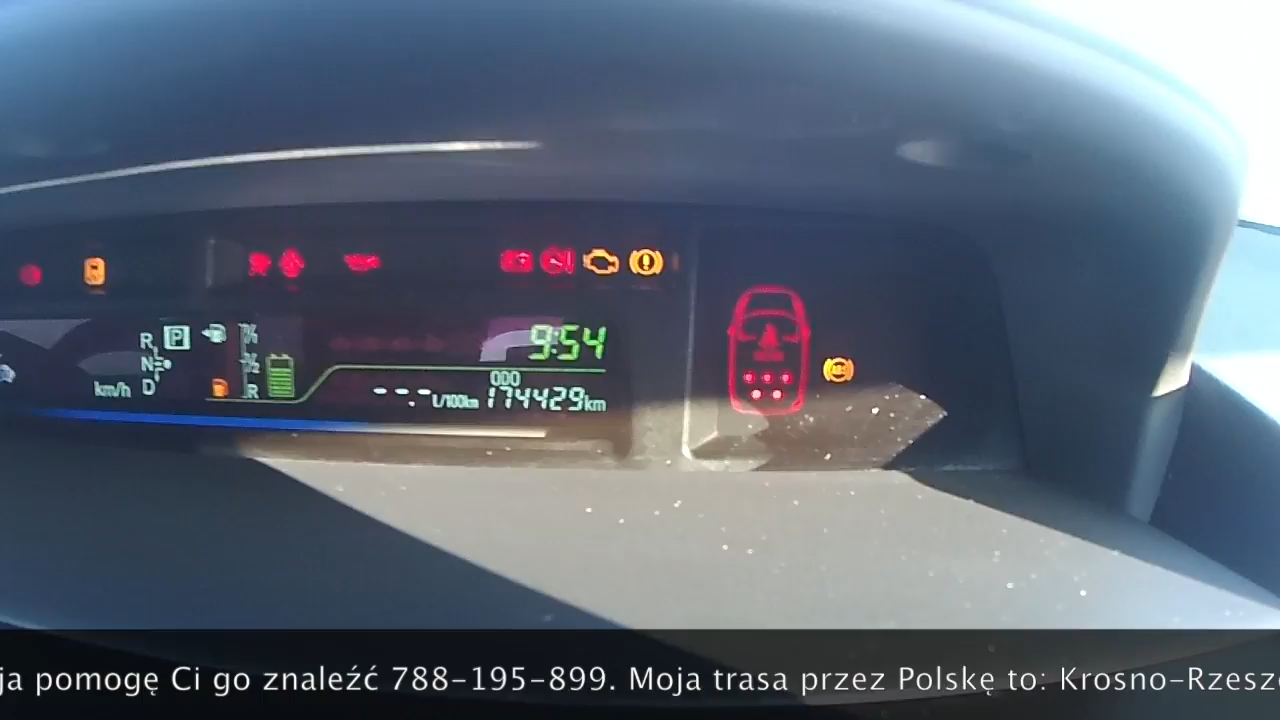 9:54
R
P
N
D
km/h
R
ODO
--.- L/100km 174429km
ABS
ja pomogę Ci go znaleźć 788-195-899. Moja trasa przez Polskę to: Krosno-Rzesz